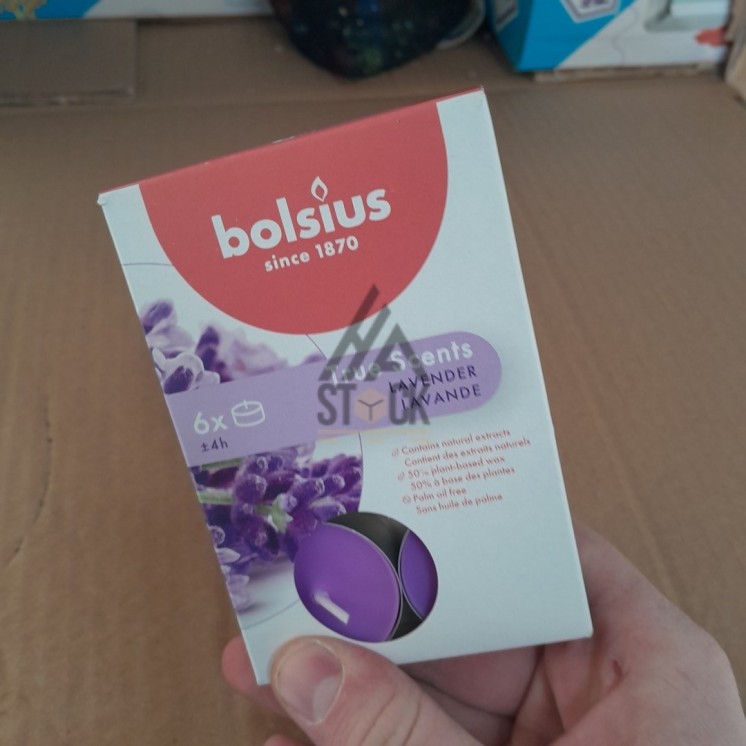 bolsius
since 1870
True Scents
LAVENDER
LAVANDE
6x
±4h
Contains natural extracts
Contient des extraits naturels
50% plant-based wax
50% à base des plantes
Palm oil free
Sans huile de palme
STOCK